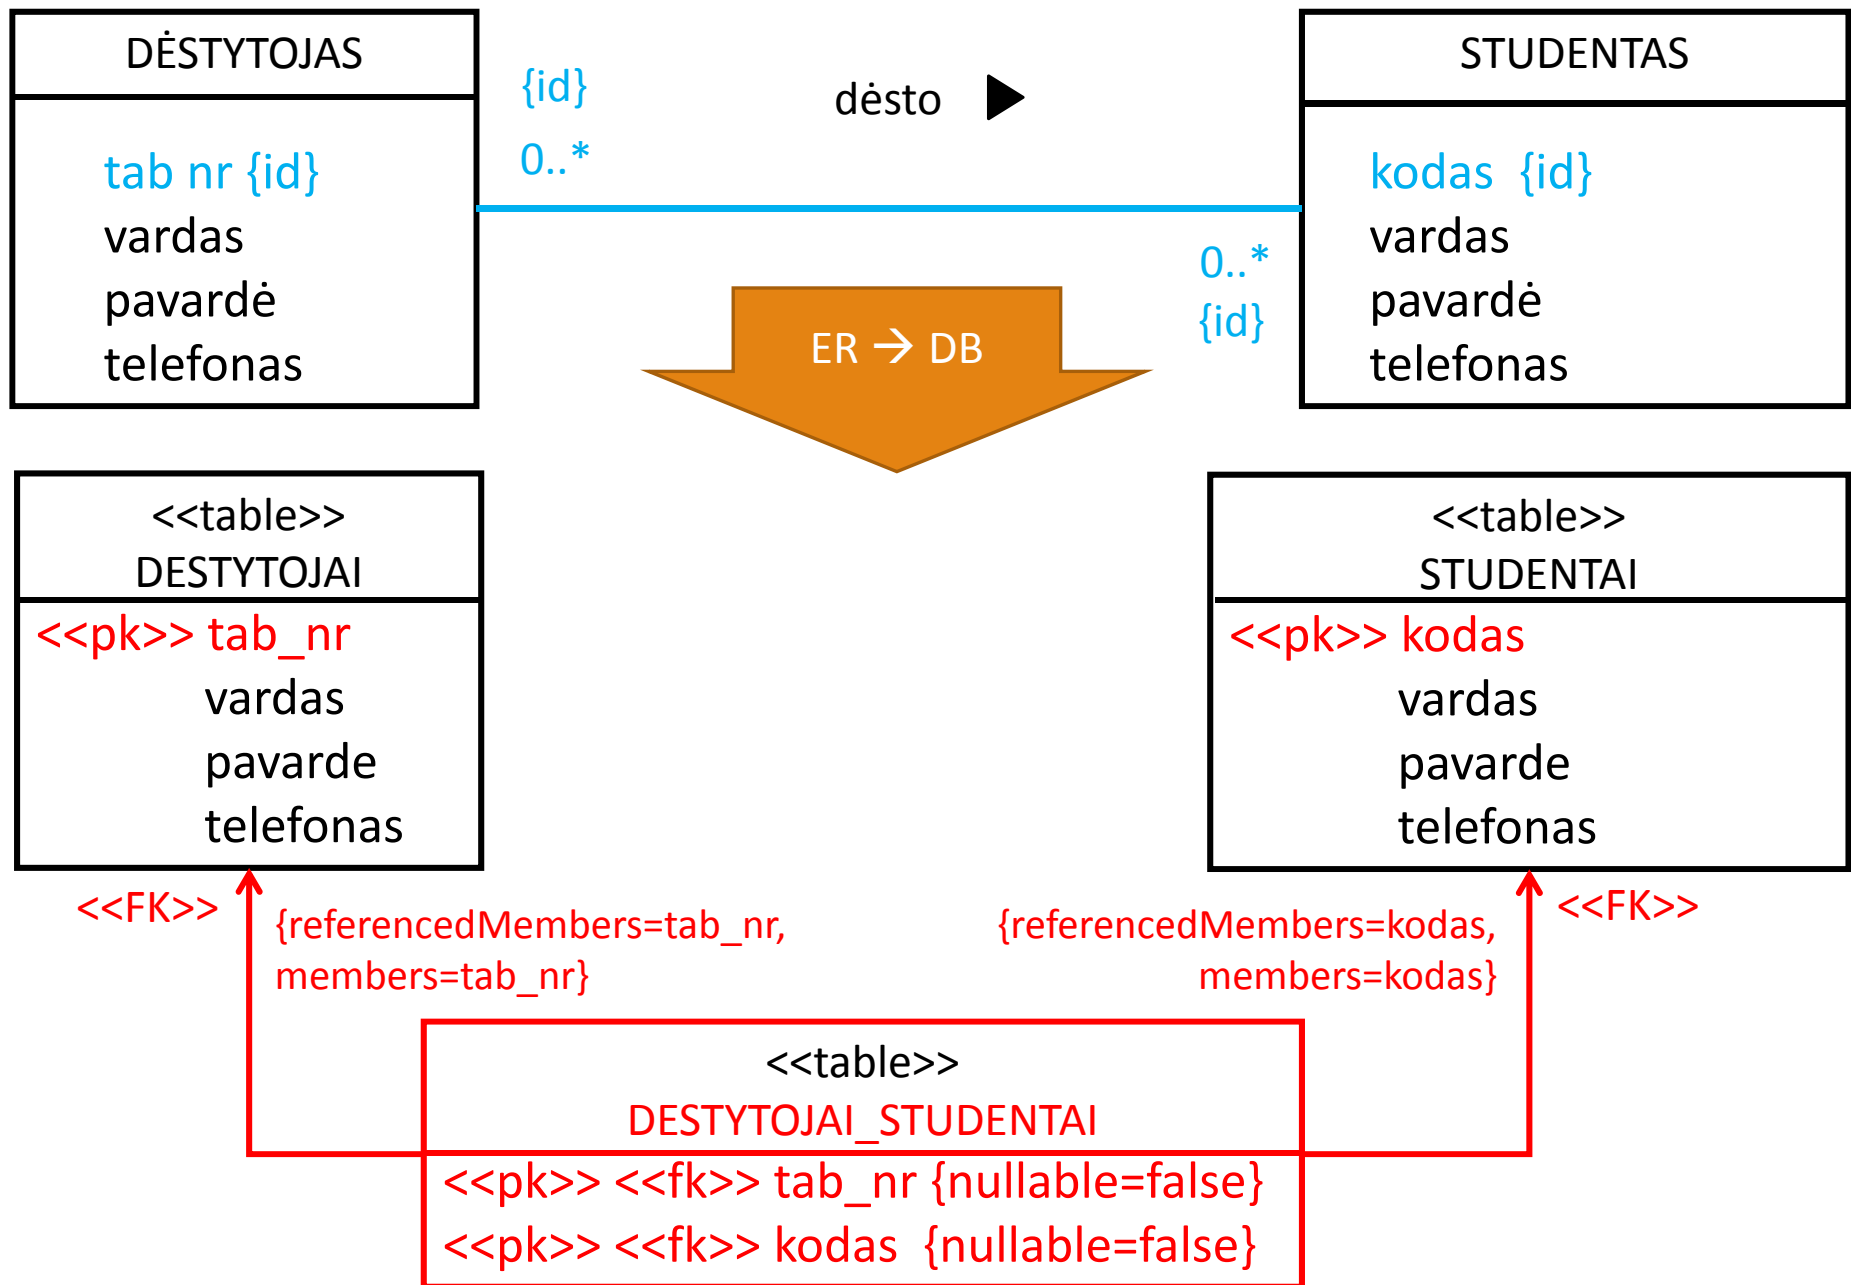 DĖSTYTOJAS
tab nr {id}
vardas
pavardė
telefonas
{id}
0..*
dėsto
0..*
{id}
STUDENTAS
kodas {id}
vardas
pavardė
telefonas
ER → DB
<<table>>
DESTYTOJAI
<<pk>> tab_nr
vardas
pavarde
telefonas
<<table>>
STUDENTAI
<<pk>> kodas
vardas
pavarde
telefonas
<<FK>>
{referencedMembers=tab_nr,
members=tab_nr}
{referencedMembers=kodas,
members=kodas}
<<FK>>
<<table>>
DESTYTOJAI_STUDENTAI
<<pk>> <<fk>> tab_nr {nullable=false}
<<pk>> <<fk>> kodas {nullable=false}